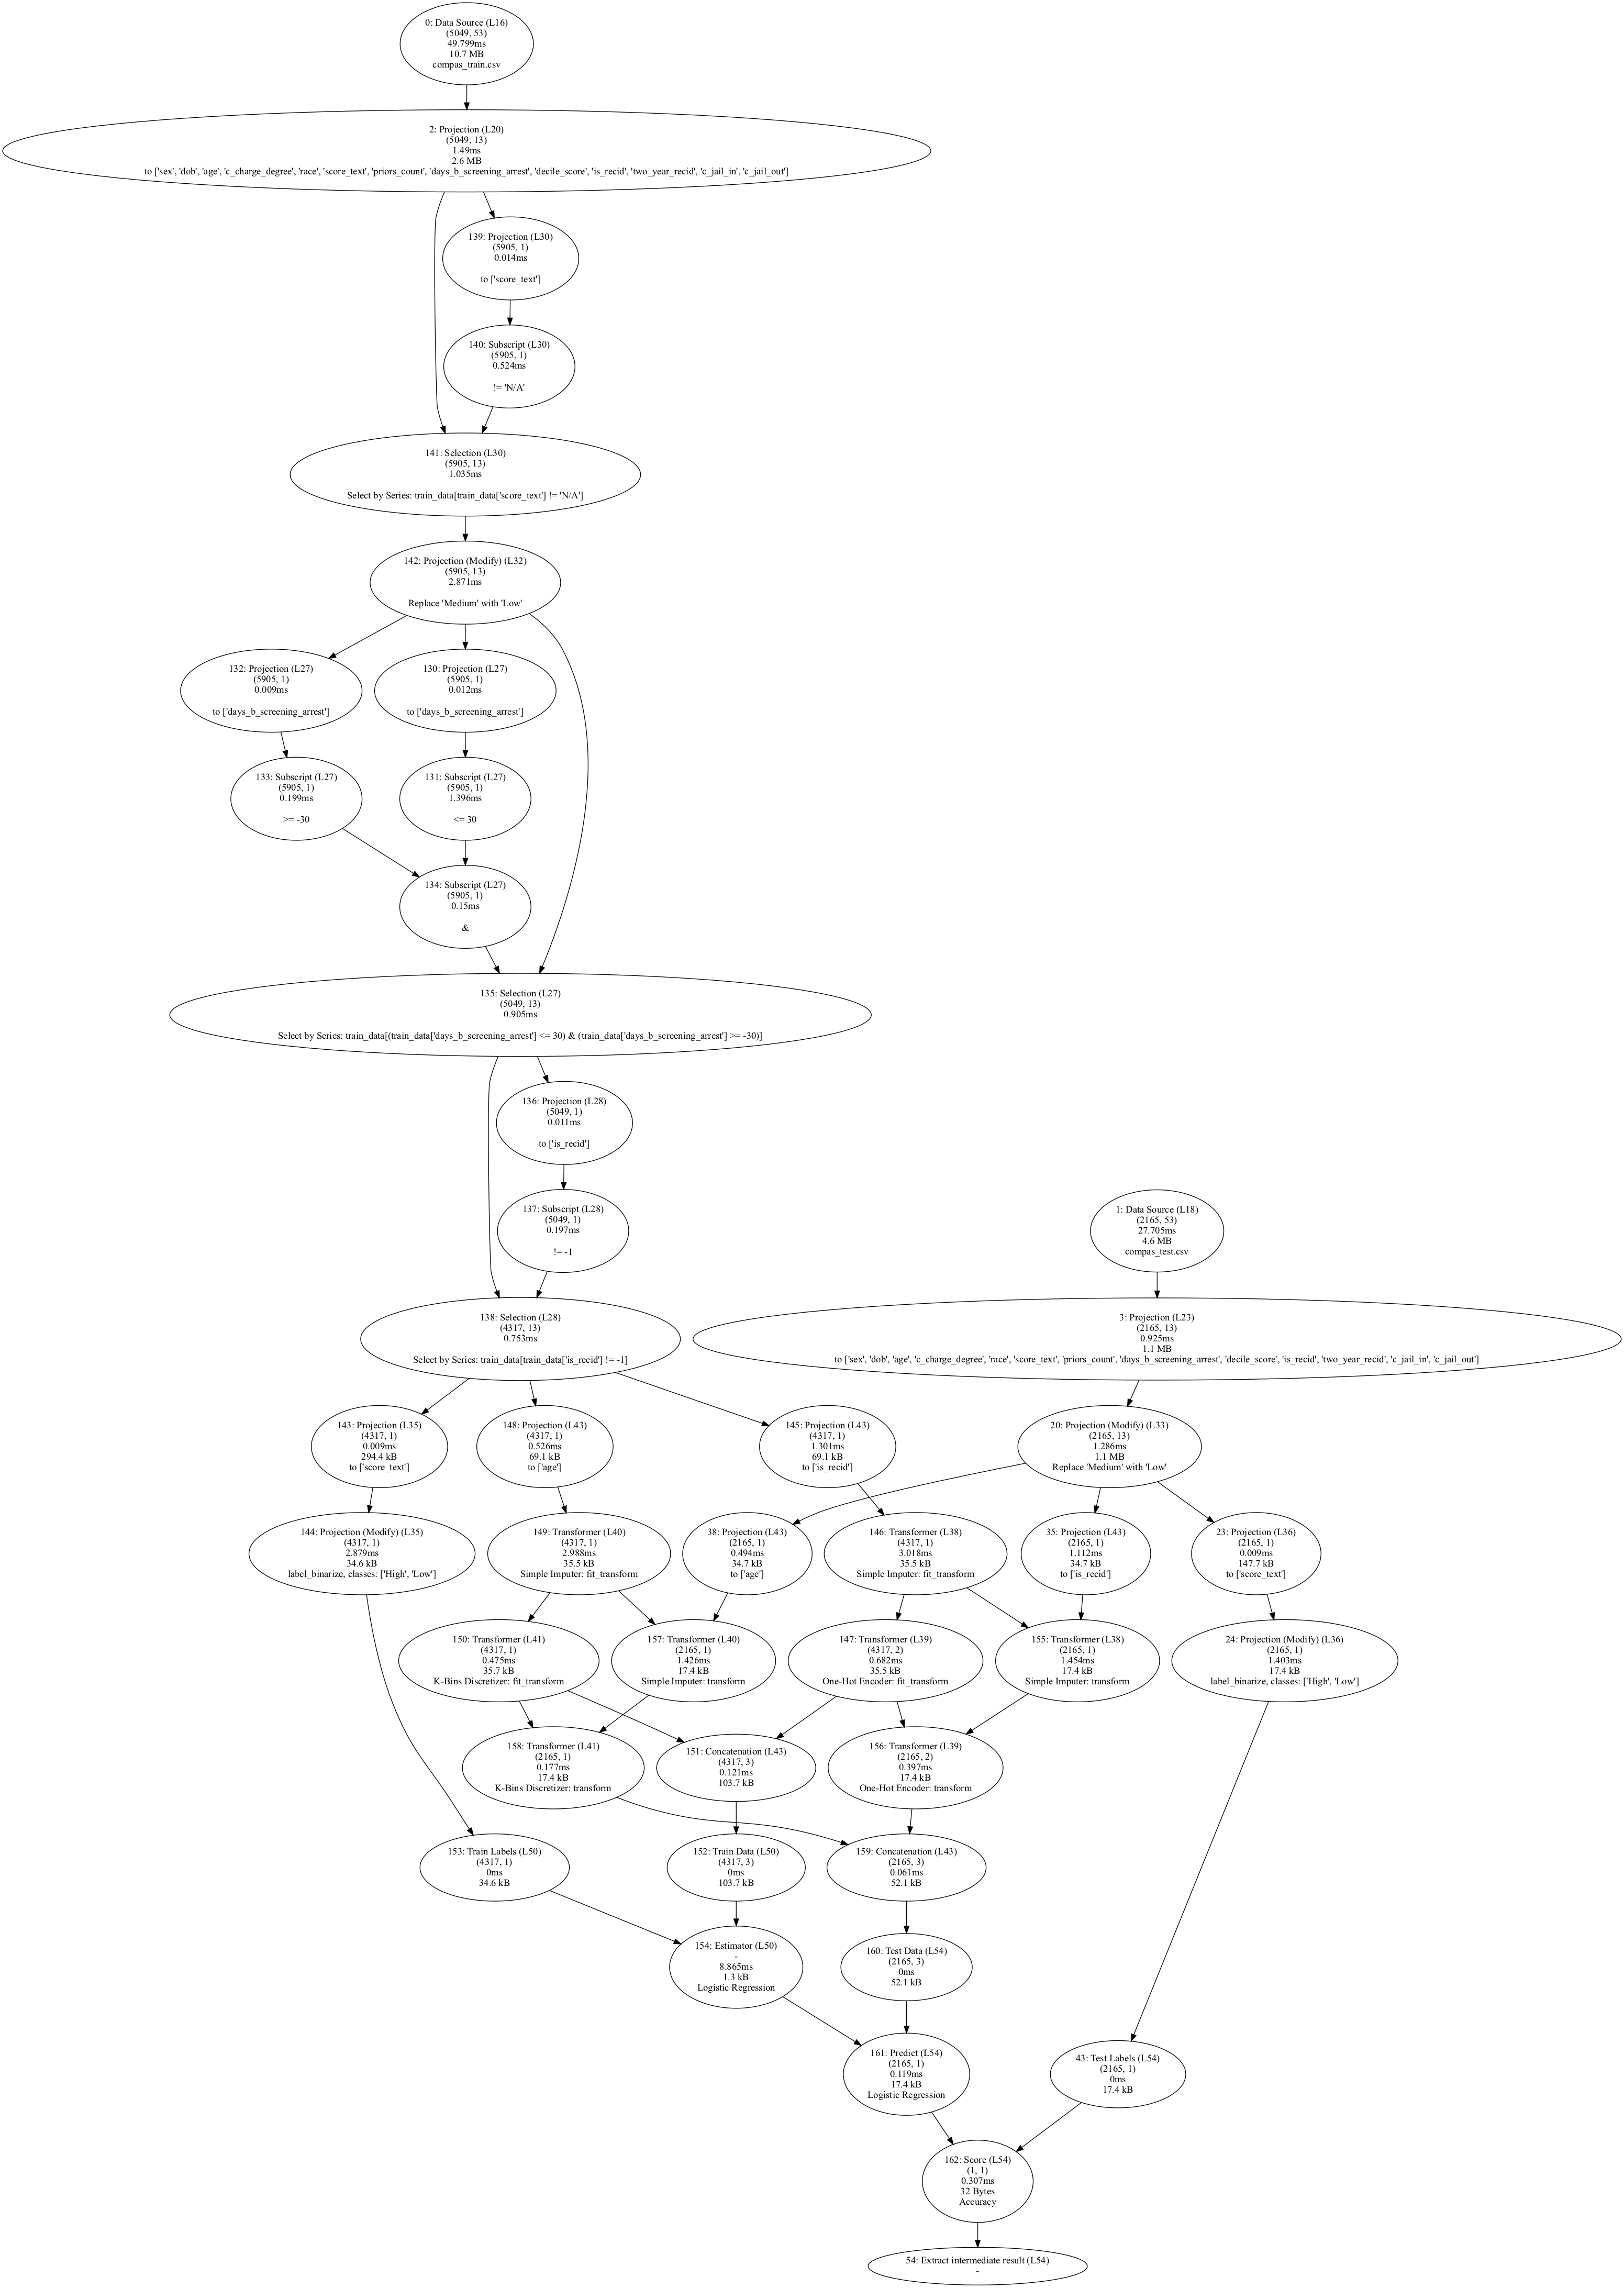 0: Data Source (L16)
(5049, 53)
49.799ms
10.7 MB
compas_train.csv
2: Projection (L20)
(5049, 13)
1.49ms
2.6 MB
to ['sex', 'dob', 'age', 'c_charge_degree', 'race', 'score_text', 'priors_count', 'days_b_screening_arrest', 'decile_score', 'is_recid', 'two_year_recid', 'c_jail_in', 'c_jail_out']
139: Projection (L30)
(5905, 1)
0.014ms
to ['score_text']
140: Subscript (L30)
(5905, 1)
0.524ms
!= 'N/A'
141: Selection (L30)
(5905, 13)
1.035ms
Select by Series: train_data[train_data['score_text'] != 'N/A']
142: Projection (Modify) (L32)
(5905, 13)
2.871ms
Replace 'Medium' with 'Low'
132: Projection (L27)
(5905, 1)
0.009ms
to ['days_b_screening_arrest']
130: Projection (L27)
(5905, 1)
0.012ms
to ['days_b_screening_arrest']
133: Subscript (L27)
(5905, 1)
0.199ms
>= -30
131: Subscript (L27)
(5905, 1)
1.396ms
<= 30
134: Subscript (L27)
(5905, 1)
0.15ms
&
135: Selection (L27)
(5049, 13)
0.905ms
Select by Series: train_data[(train_data['days_b_screening_arrest'] <= 30) & (train_data['days_b_screening_arrest'] >= -30)]
136: Projection (L28)
(5049, 1)
0.011ms
to ['is_recid']
137: Subscript (L28)
(5049, 1)
0.197ms
!= -1
1: Data Source (L18)
(2165, 53)
27.705ms
4.6 MB
compas_test.csv
138: Selection (L28)
(4317, 13)
0.753ms
Select by Series: train_data[train_data['is_recid'] != -1]
3: Projection (L23)
(2165, 13)
0.925ms
1.1 MB
to ['sex', 'dob', 'age', 'c_charge_degree', 'race', 'score_text', 'priors_count', 'days_b_screening_arrest', 'decile_score', 'is_recid', 'two_year_recid', 'c_jail_in', 'c_jail_out']
143: Projection (L35)
(4317, 1)
0.009ms
294.4 kB
to ['score_text']
148: Projection (L43)
(4317, 1)
0.526ms
69.1 kB
to ['age']
145: Projection (L43)
(4317, 1)
1.301ms
69.1 kB
to ['is_recid']
20: Projection (Modify) (L33)
(2165, 13)
1.286ms
1.1 MB
Replace 'Medium' with 'Low'
144: Projection (Modify) (L35)
(4317, 1)
2.879ms
34.6 kB
label_binarize, classes: ['High', 'Low']
149: Transformer (L40)
(4317, 1)
2.988ms
35.5 kB
Simple Imputer: fit_transform
38: Projection (L43)
(2165, 1)
0.494ms
34.7 kB
to ['age']
146: Transformer (L38)
(4317, 1)
3.018ms
35.5 kB
Simple Imputer: fit_transform
35: Projection (L43)
(2165, 1)
1.112ms
34.7 kB
to ['is_recid']
23: Projection (L36)
(2165, 1)
0.009ms
147.7 kB
to ['score_text']
150: Transformer (L41)
(4317, 1)
0.475ms
35.7 kB
K-Bins Discretizer: fit_transform
157: Transformer (L40)
(2165, 1)
1.426ms
17.4 kB
Simple Imputer: transform
147: Transformer (L39)
(4317, 2)
0.682ms
35.5 kB
One-Hot Encoder: fit_transform
155: Transformer (L38)
(2165, 1)
1.454ms
17.4 kB
Simple Imputer: transform
24: Projection (Modify) (L36)
(2165, 1)
1.403ms
17.4 kB
label_binarize, classes: ['High', 'Low']
158: Transformer (L41)
(2165, 1)
0.177ms
17.4 kB
K-Bins Discretizer: transform
151: Concatenation (L43)
(4317, 3)
0.121ms
103.7 kB
156: Transformer (L39)
(2165, 2)
0.397ms
17.4 kB
One-Hot Encoder: transform
153: Train Labels (L50)
(4317, 1)
0ms
34.6 kB
152: Train Data (L50)
(4317, 3)
0ms
103.7 kB
159: Concatenation (L43)
(2165, 3)
0.061ms
52.1 kB
154: Estimator (L50)
-
8.865ms
1.3 kB
Logistic Regression
160: Test Data (L54)
(2165, 3)
0ms
52.1 kB
161: Predict (L54)
(2165, 1)
0.119ms
17.4 kB
Logistic Regression
43: Test Labels (L54)
(2165, 1)
0ms
17.4 kB
162: Score (L54)
(1, 1)
0.307ms
32 Bytes
Accuracy
54: Extract intermediate result (L54)
-